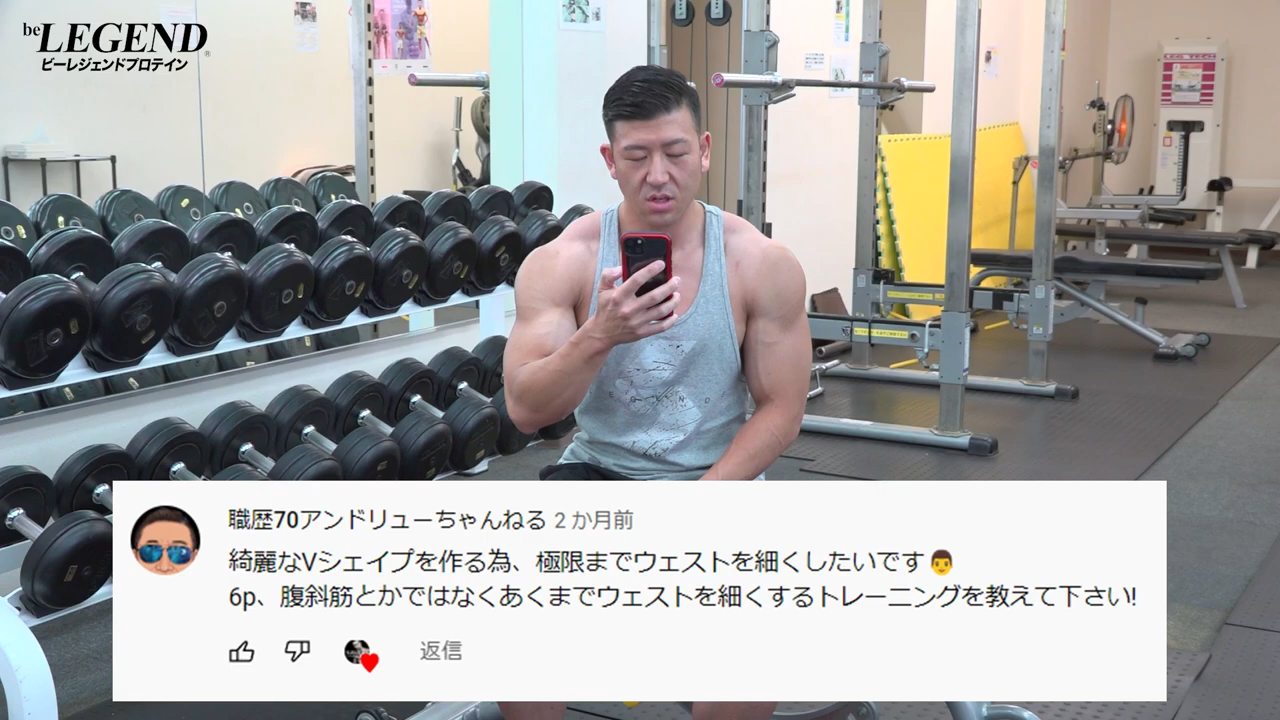 be LEGEND
ビーレジェンドプロテイン
LEG TECH
EGEND
職歴70アンドリューちゃんねる 2 か月前
綺麗なVシェイプを作る為、極限までウェストを細くしたいです👨
6p、腹斜筋とかではなくあくまでウェストを細くするトレーニングを教えて下さい!
返信